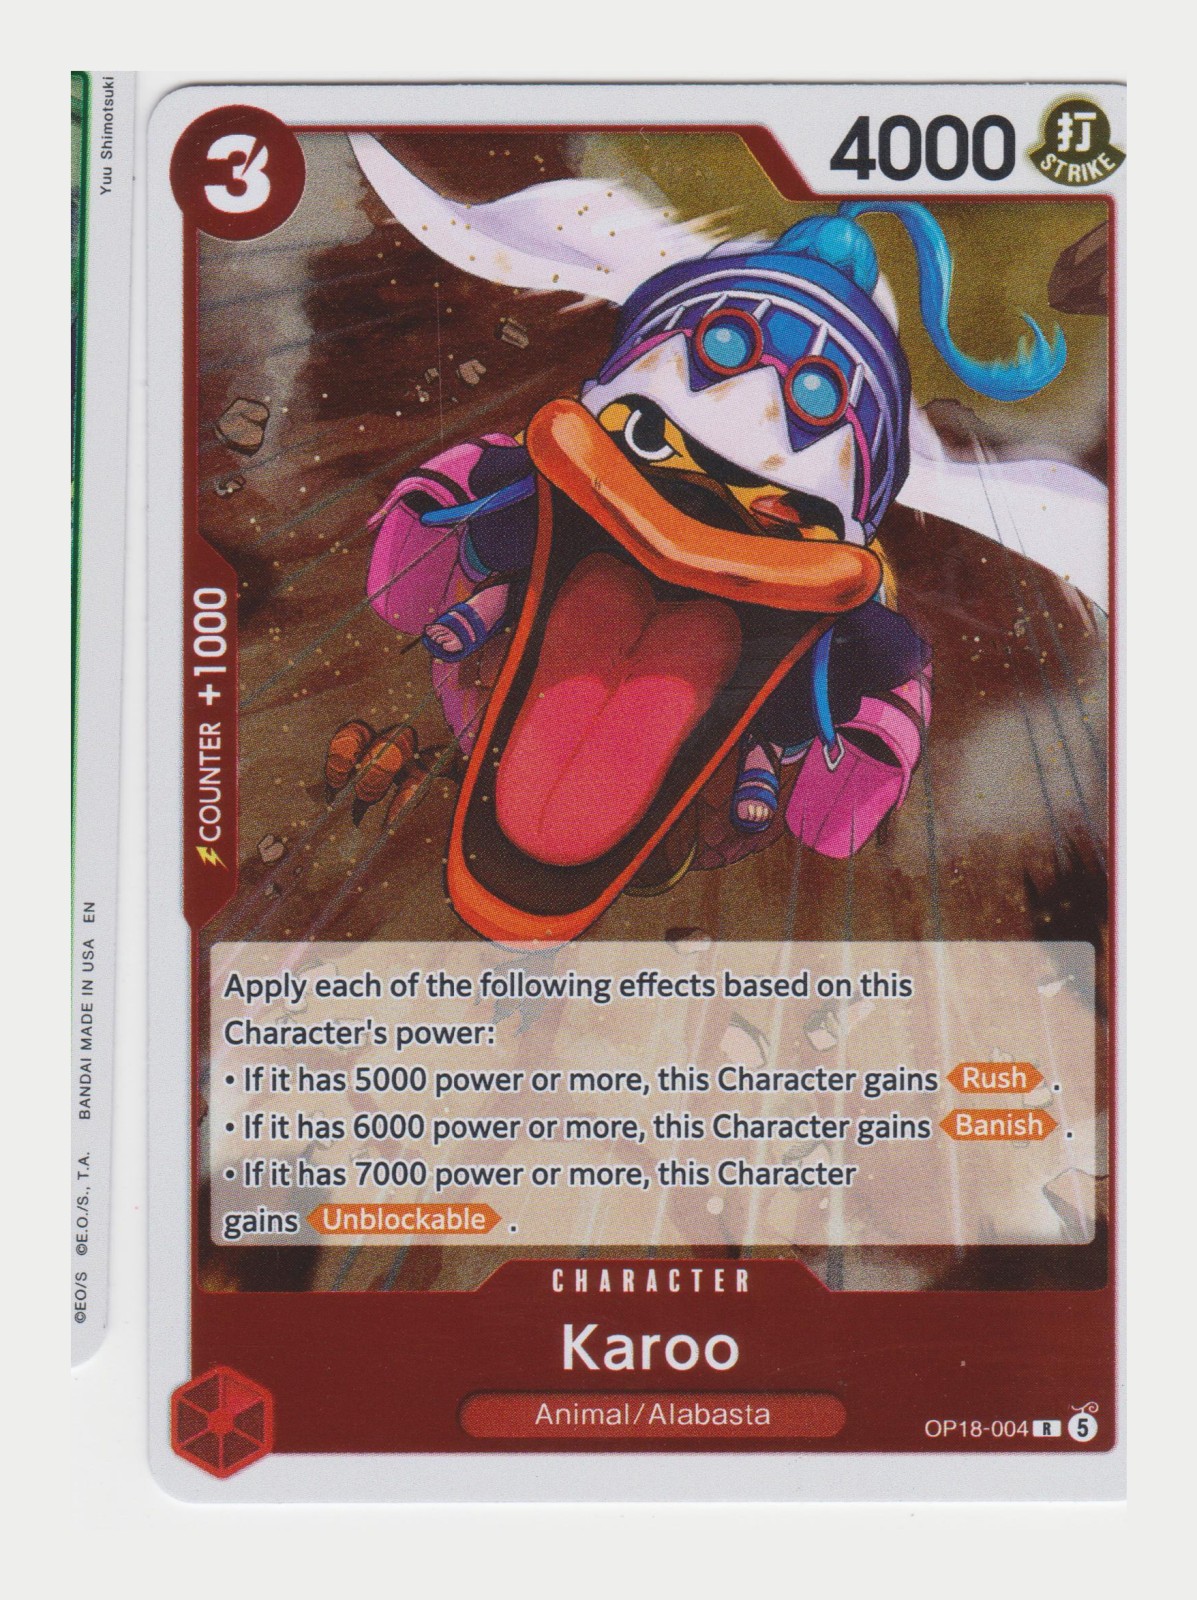 Yuu Shimotsuki
©EO/S ©E.O./S., T.A. BANDAI MADE IN USA EN
3
4000
打
STRIKE
COUNTER +1000
Apply each of the following effects based on this
Character's power:
• If it has 5000 power or more, this Character gains Rush .
• If it has 6000 power or more, this Character gains Banish .
• If it has 7000 power or more, this Character
gains Unblockable .
CHARACTER
Karoo
Animal/Alabasta
OP18-004 R 5